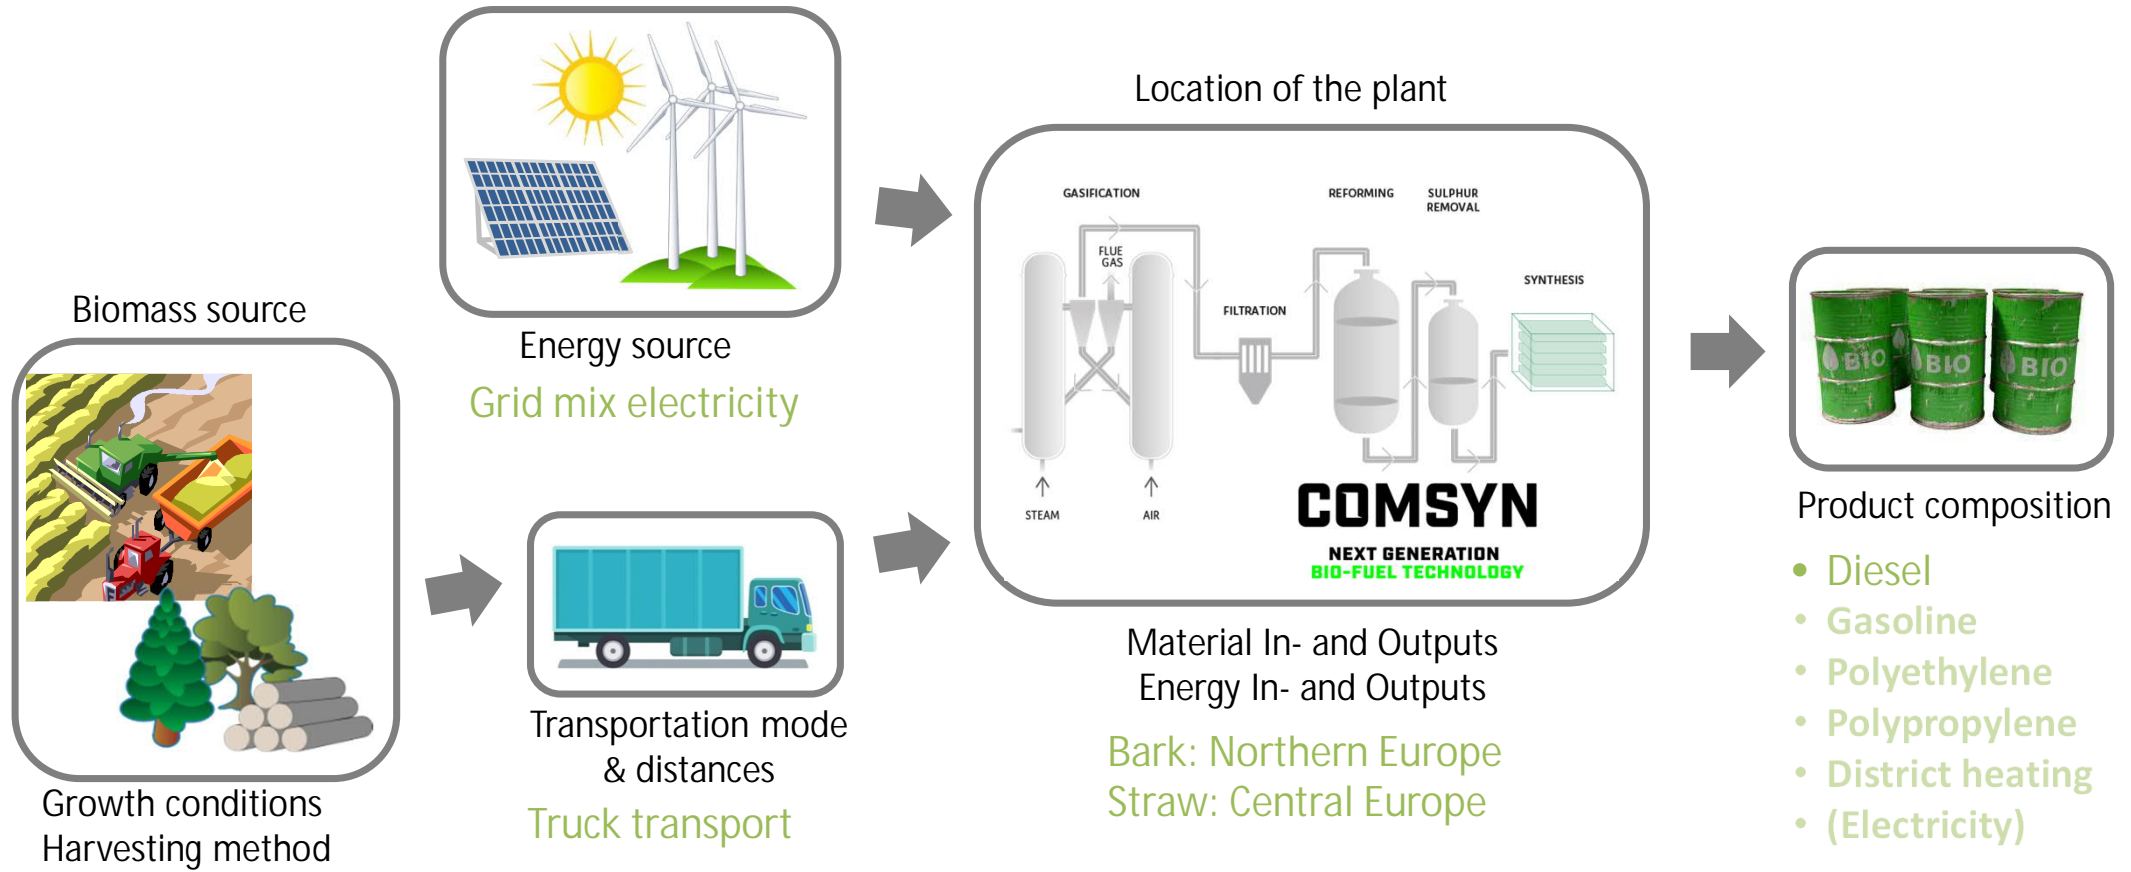 Biomass source
Growth conditions
Harvesting method
Energy source
Grid mix electricity
Transportation mode
& distances
Truck transport
Location of the plant
GASIFICATION
FLUE
GAS
FILTRATION
REFORMING
SULPHUR
REMOVAL
SYNTHESIS
STEAM
AIR
COMSYN
NEXT GENERATION
BIO-FUEL TECHNOLOGY
Material In- and Outputs
Energy In- and Outputs
Bark: Northern Europe
Straw: Central Europe
BIO
BIO
BIO
Product composition
• Diesel
• Gasoline
• Polyethylene
• Polypropylene
• District heating
• (Electricity)